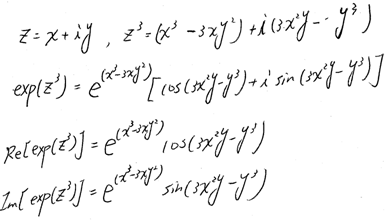 z = x + iy , z³ = (x³ - 3xy²) + i(3x²y - y³)
exp(z³) = e^(x³-3xy²) [cos(3x²y-y³) + i sin(3x²y-y³)]
Re[exp(z³)] = e^(x³-3xy²) cos(3x²y-y³)
Im[exp(z³)] = e^(x³-3xy²) sin(3x²y-y³)